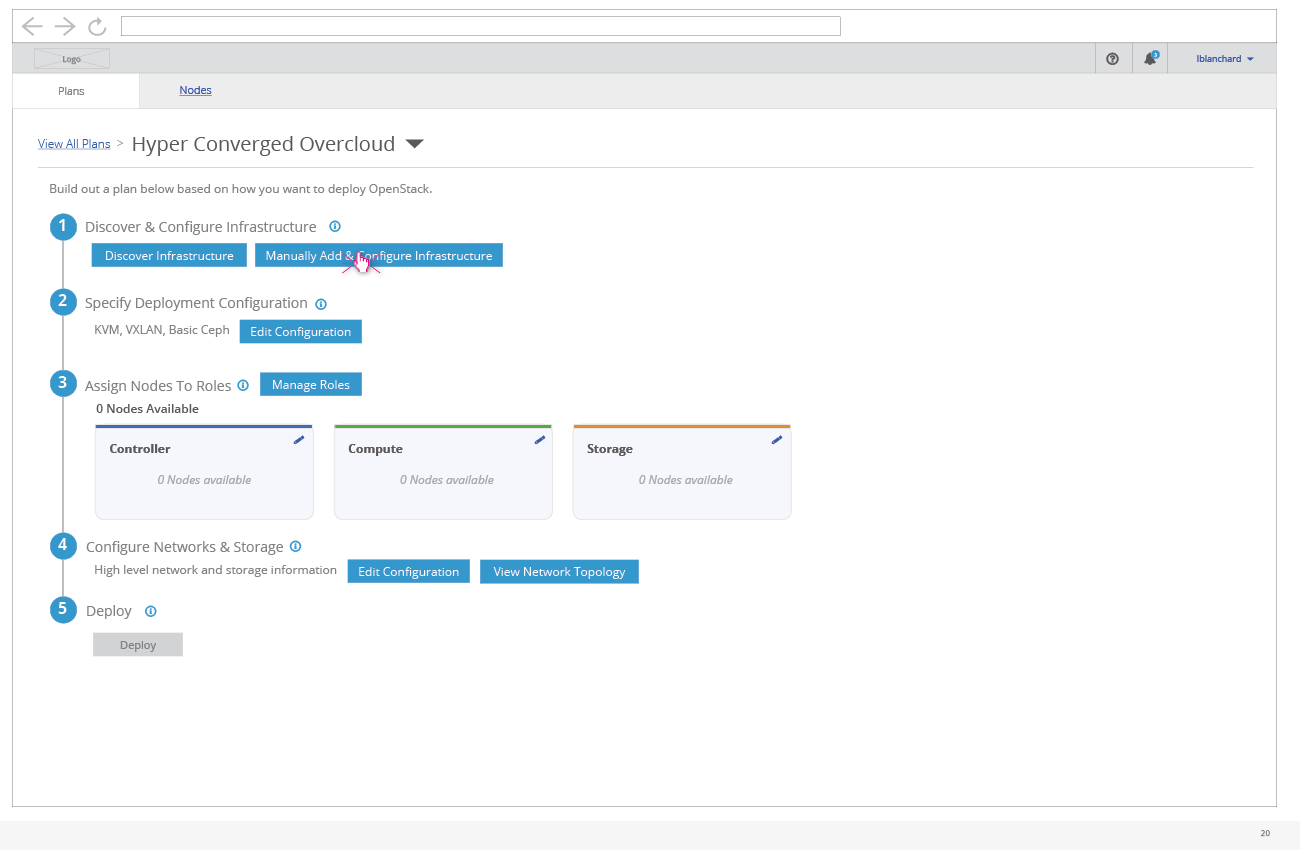 Logo
3
lblanchard
Plans
Nodes
View All Plans > Hyper Converged Overcloud
Build out a plan below based on how you want to deploy OpenStack.
1 Discover & Configure Infrastructure
Discover Infrastructure
Manually Add & Configure Infrastructure
2 Specify Deployment Configuration
KVM, VXLAN, Basic Ceph
Edit Configuration
3 Assign Nodes To Roles
Manage Roles
0 Nodes Available
Controller
0 Nodes available
Compute
0 Nodes available
Storage
0 Nodes available
4 Configure Networks & Storage
High level network and storage information
Edit Configuration
View Network Topology
5 Deploy
Deploy
20